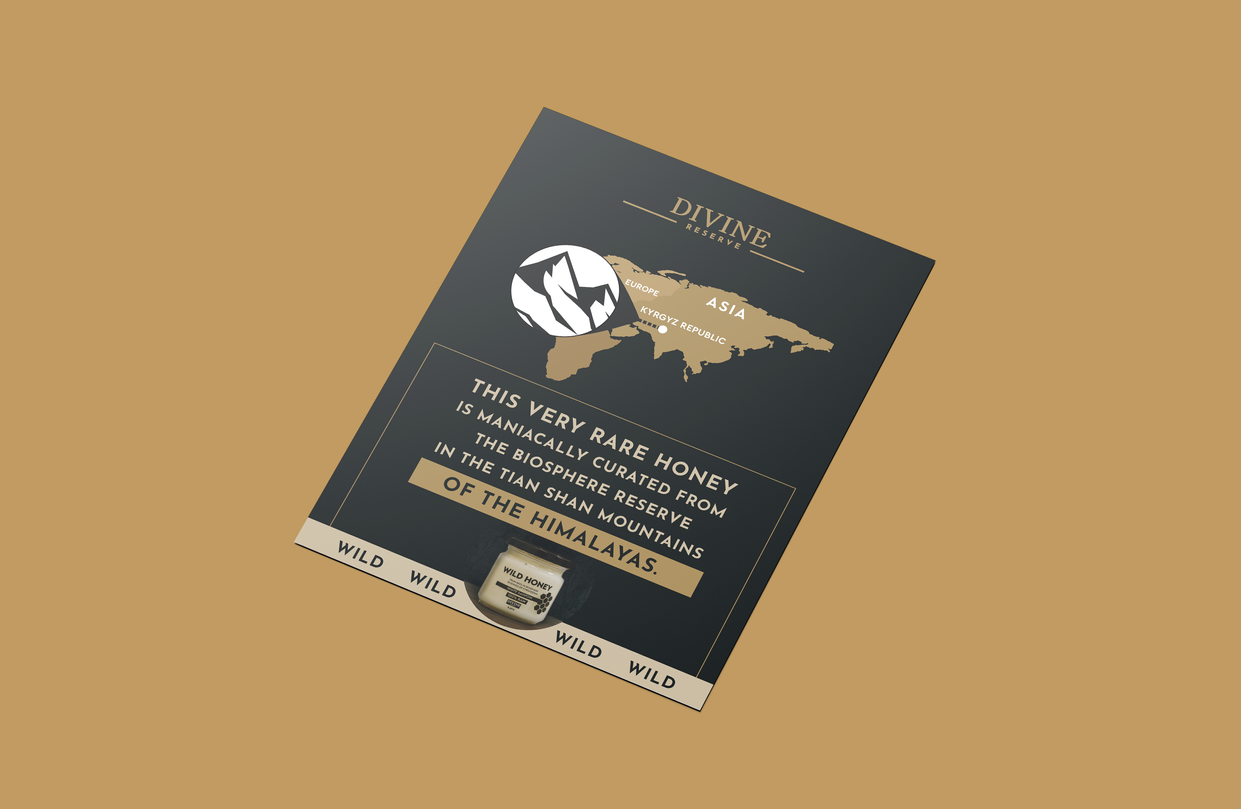 DIVINE
RESERVE
EUROPE
ASIA
KYRGYZ REPUBLIC
THIS VERY RARE HONEY
IS MANIACALLY CURATED FROM
THE BIOSPHERE RESERVE
IN THE TIAN SHAN MOUNTAINS
OF THE HIMALAYAS.
WILD HONEY
WILD WILD WILD WILD